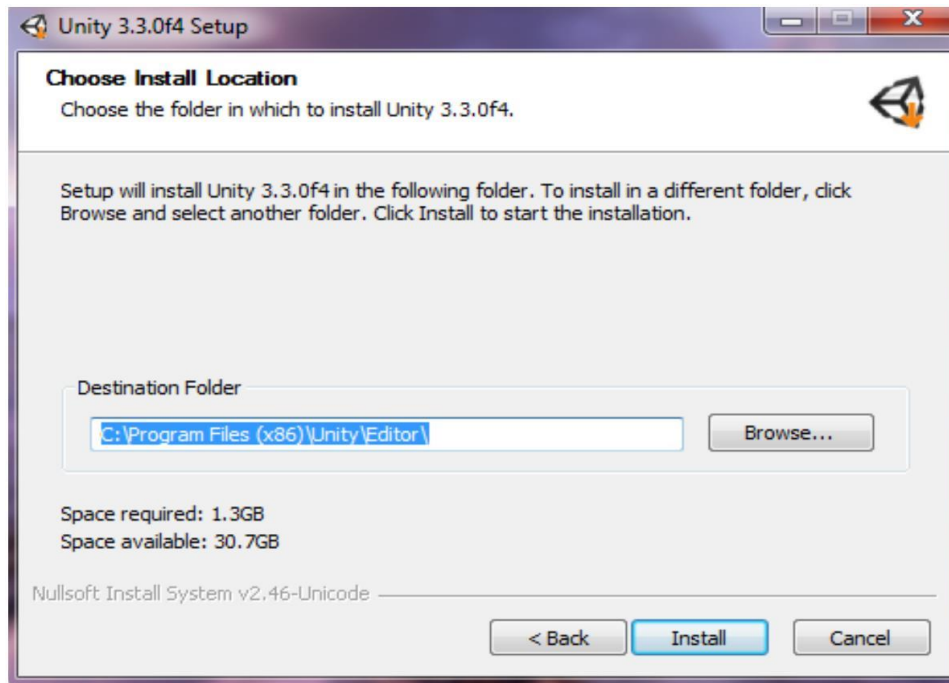 Unity 3.3.0f4 Setup
Choose Install Location
Choose the folder in which to install Unity 3.3.0f4.
Setup will install Unity 3.3.0f4 in the following folder. To install in a different folder, click
Browse and select another folder. Click Install to start the installation.
Destination Folder
C:\Program Files (x86)\Unity\Editor\
Browse...
Space required: 1.3GB
Space available: 30.7GB
Nullsoft Install System v2.46-Unicode
< Back
Install
Cancel